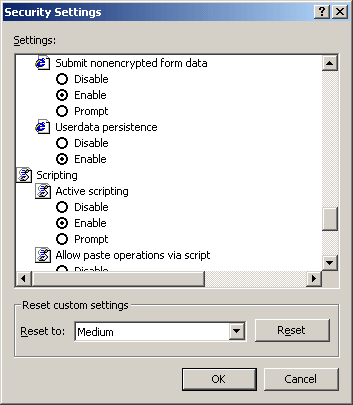 Security Settings
Settings:
Submit nonencrypted form data
Disable
Enable
Prompt
Userdata persistence
Disable
Enable
Scripting
Active scripting
Disable
Enable
Prompt
Allow paste operations via script
Disable
Reset custom settings
Reset to: Medium Reset
OK Cancel